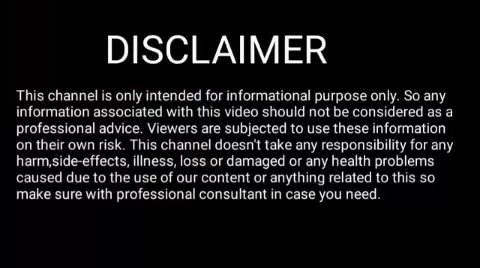 DISCLAIMER
This channel is only intended for informational purpose only. So any
information associated with this video should not be considered as a
professional advice. Viewers are subjected to use these information
on their own risk. This channel doesn't take any responsibility for any
harm,side-effects, illness, loss or damaged or any health problems
caused due to the use of our content or anything related to this so
make sure with professional consultant in case you need.